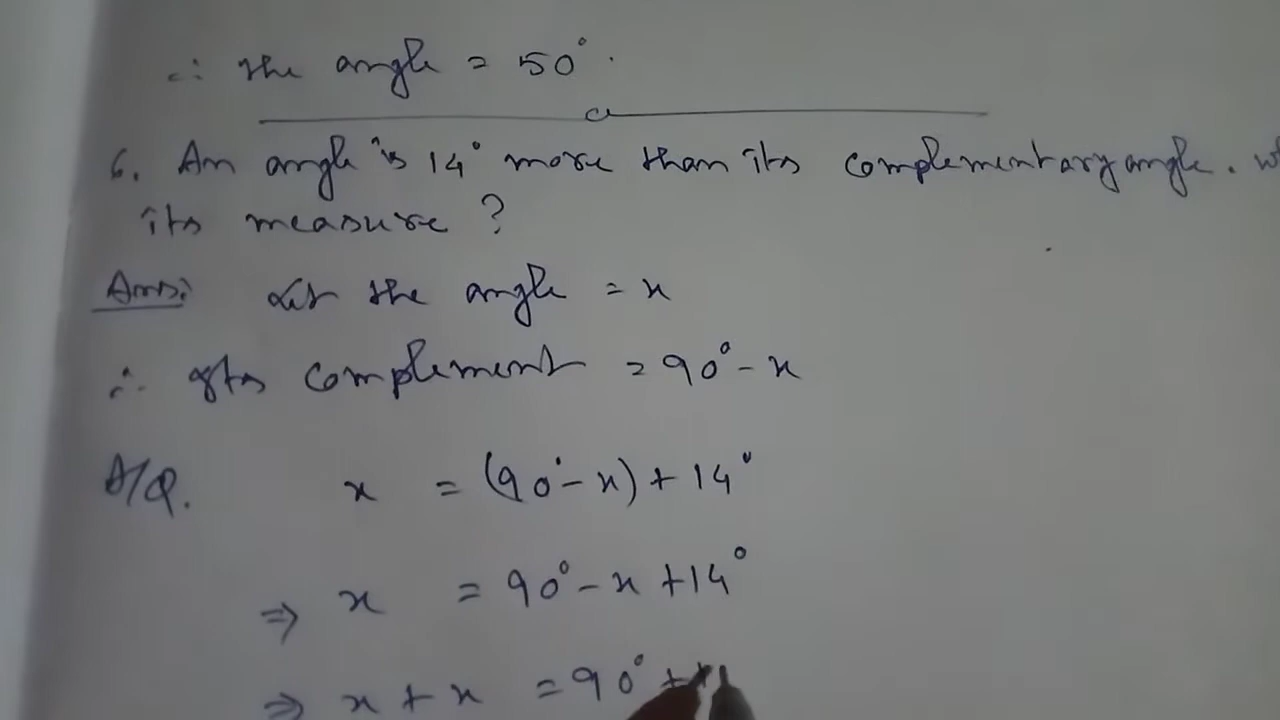 ∴ the angle = 50°.
6. An angle is 14° more than its complementary angle.
its measure ?
Ans: Let the angle = x
∴ Its complement = 90° - x
A/Q. x = (90° - x) + 14°
⇒ x = 90° - x + 14°
⇒ x + x = 90° +